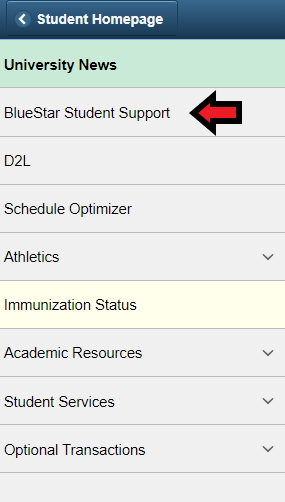 Student Homepage
University News
BlueStar Student Support
D2L
Schedule Optimizer
Athletics
Immunization Status
Academic Resources
Student Services
Optional Transactions